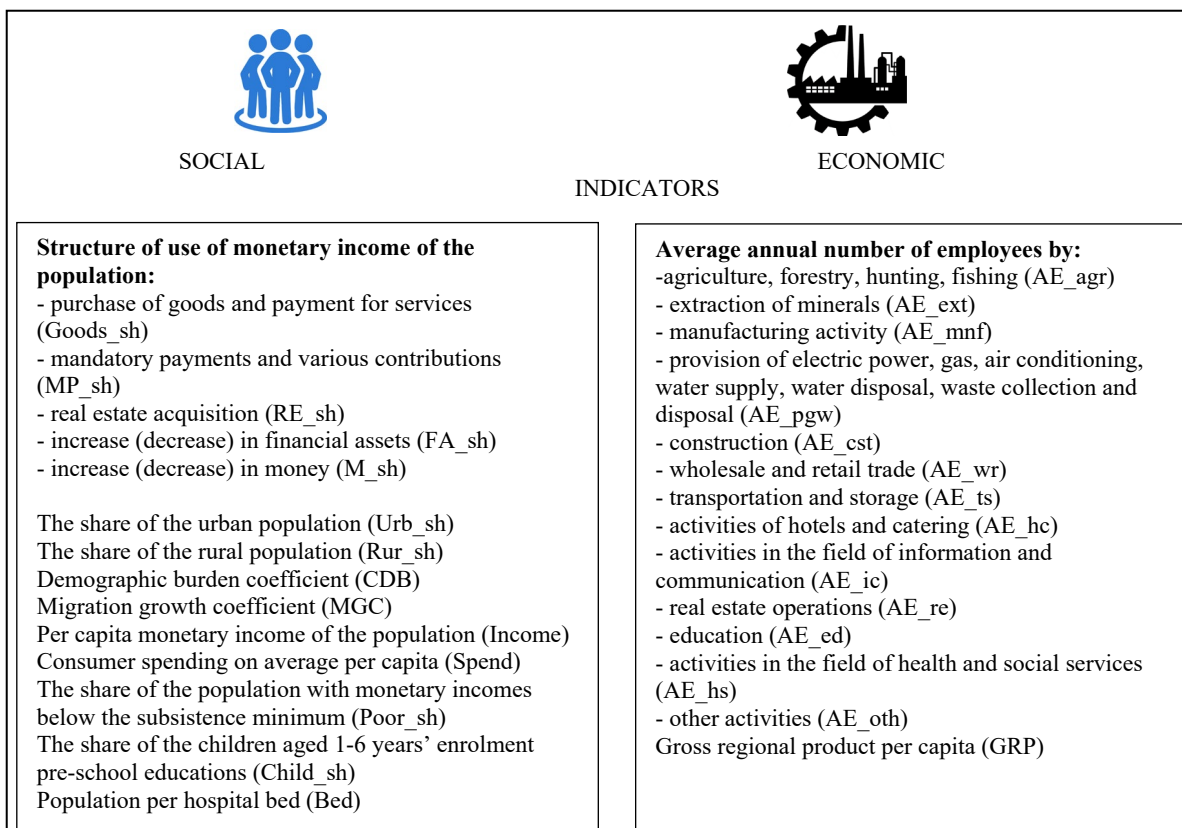 SOCIAL
ECONOMIC
INDICATORS
Structure of use of monetary income of the
population:
- purchase of goods and payment for services
(Goods_sh)
- mandatory payments and various contributions
(MP_sh)
- real estate acquisition (RE_sh)
- increase (decrease) in financial assets (FA_sh)
- increase (decrease) in money (M_sh)
The share of the urban population (Urb_sh)
The share of the rural population (Rur_sh)
Demographic burden coefficient (CDB)
Migration growth coefficient (MGC)
Per capita monetary income of the population (Income)
Consumer spending on average per capita (Spend)
The share of the population with monetary incomes
below the subsistence minimum (Poor_sh)
The share of the children aged 1-6 years’ enrolment
pre-school educations (Child_sh)
Population per hospital bed (Bed)
Average annual number of employees by:
-agriculture, forestry, hunting, fishing (AE_agr)
- extraction of minerals (AE_ext)
- manufacturing activity (AE_mnf)
- provision of electric power, gas, air conditioning,
water supply, water disposal, waste collection and
disposal (AE_pgw)
- construction (AE_cst)
- wholesale and retail trade (AE_wr)
- transportation and storage (AE_ts)
- activities of hotels and catering (AE_hc)
- activities in the field of information and
communication (AE_ic)
- real estate operations (AE_re)
- education (AE_ed)
- activities in the field of health and social services
(AE_hs)
- other activities (AE_oth)
Gross regional product per capita (GRP)